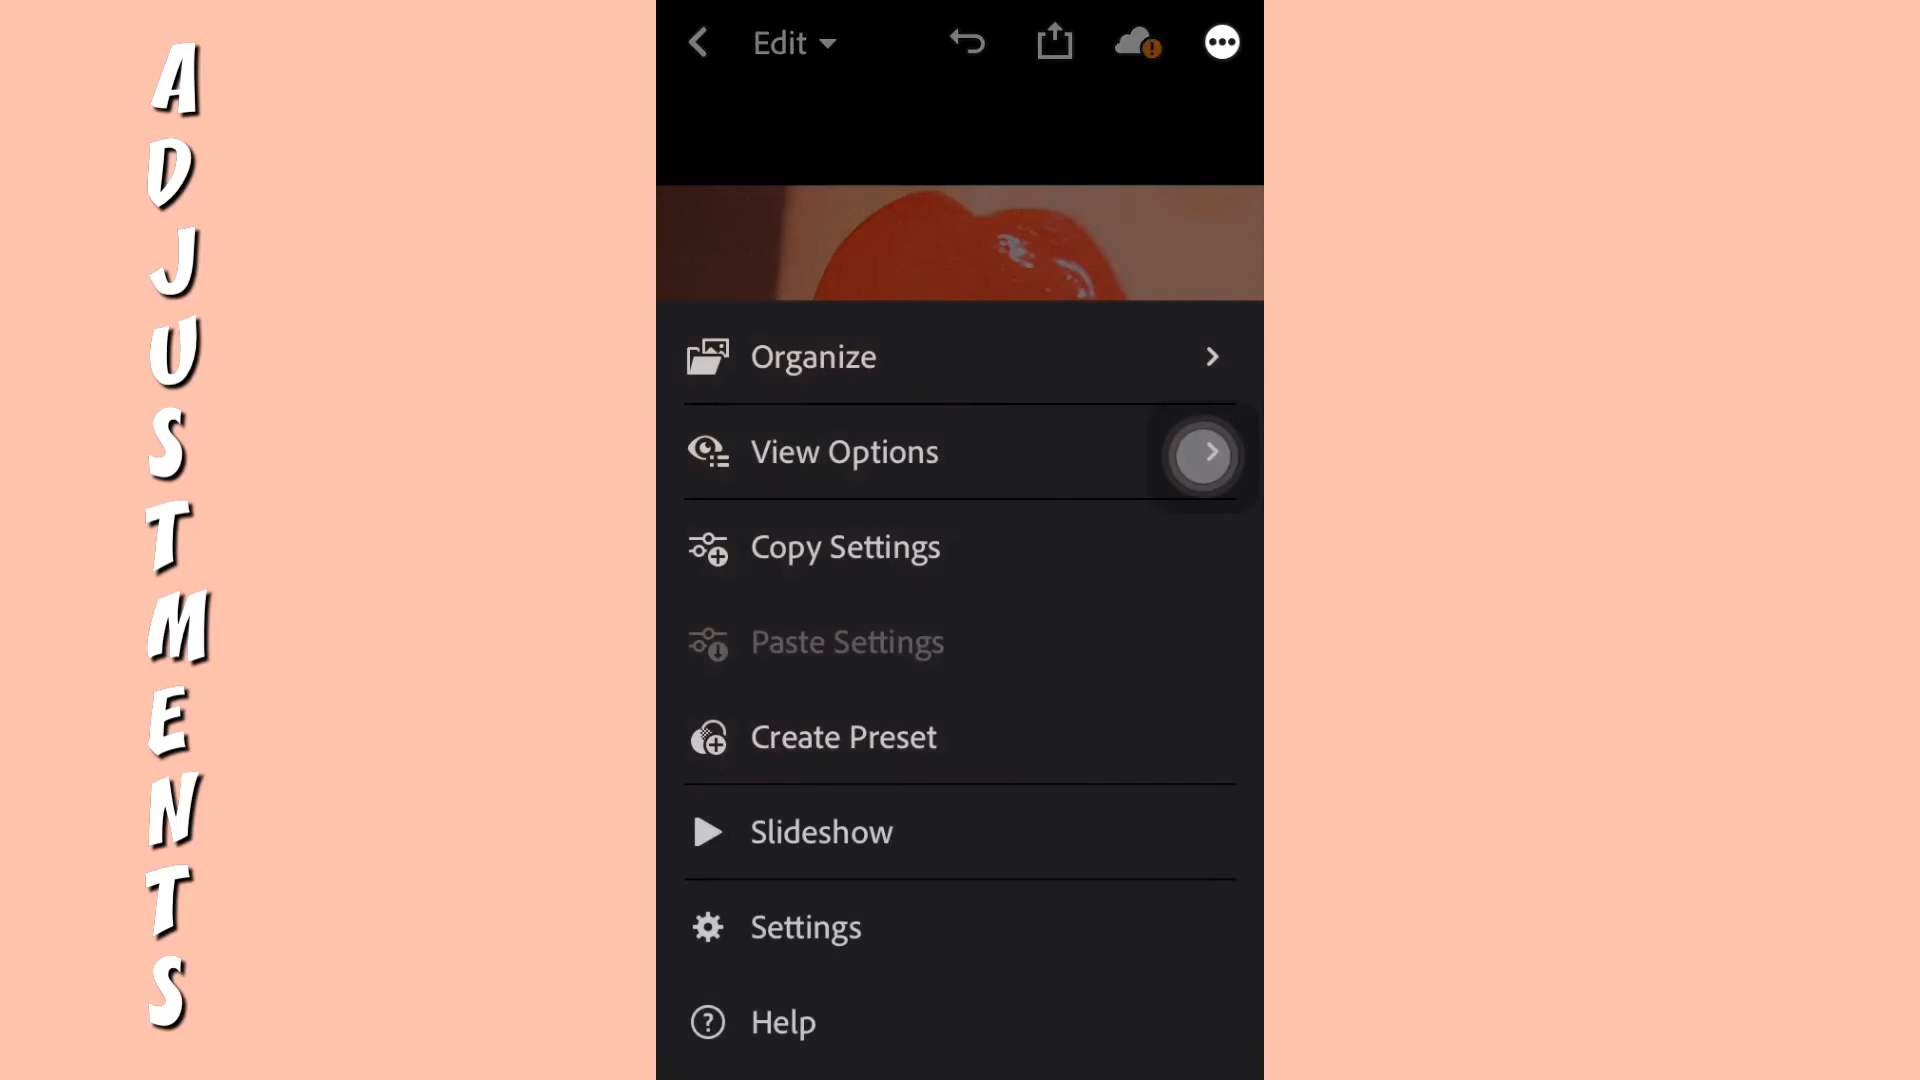 ADJUSTMENTS
Edit
Organize
View Options
Copy Settings
Paste Settings
Create Preset
Slideshow
Settings
Help